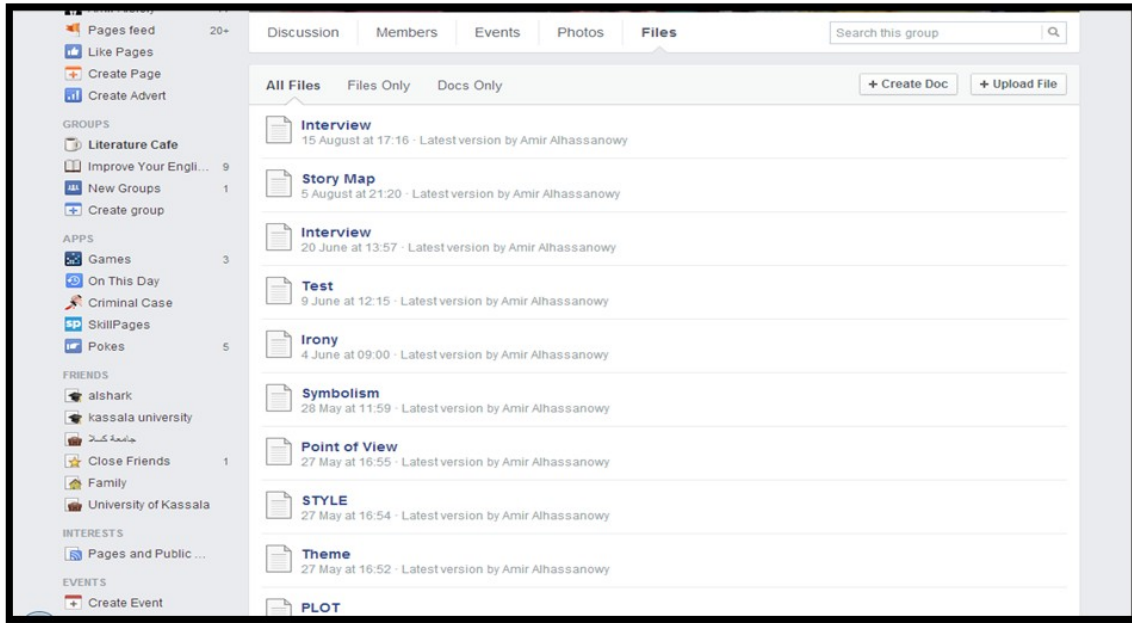 Pages feed 20+
Like Pages
Create Page
Create Advert
GROUPS
Literature Cafe
Improve Your Engli... 9
New Groups 1
Create group
APPS
Games 3
On This Day
Criminal Case
SkillPages
Pokes 5
FRIENDS
alshark
kassala university
جامعة كسلا
Close Friends 1
Family
University of Kassala
INTERESTS
Pages and Public ...
EVENTS
Create Event
Discussion Members Events Photos Files
Search this group
All Files Files Only Docs Only
+ Create Doc + Upload File
Interview
15 August at 17:16 · Latest version by Amir Alhassanowy
Story Map
5 August at 21:20 · Latest version by Amir Alhassanowy
Interview
20 June at 13:57 · Latest version by Amir Alhassanowy
Test
9 June at 12:15 · Latest version by Amir Alhassanowy
Irony
4 June at 09:00 · Latest version by Amir Alhassanowy
Symbolism
28 May at 11:59 · Latest version by Amir Alhassanowy
Point of View
27 May at 16:55 · Latest version by Amir Alhassanowy
STYLE
27 May at 16:54 · Latest version by Amir Alhassanowy
Theme
27 May at 16:52 · Latest version by Amir Alhassanowy
PLOT